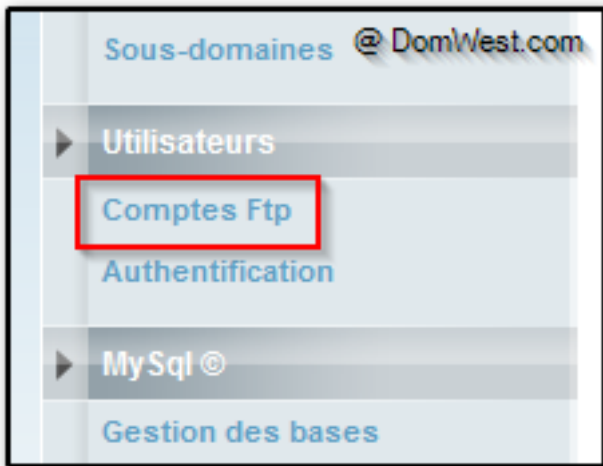 Sous-domaines @ DomWest.com
Utilisateurs
Comptes Ftp
Authentification
MySql ©
Gestion des bases